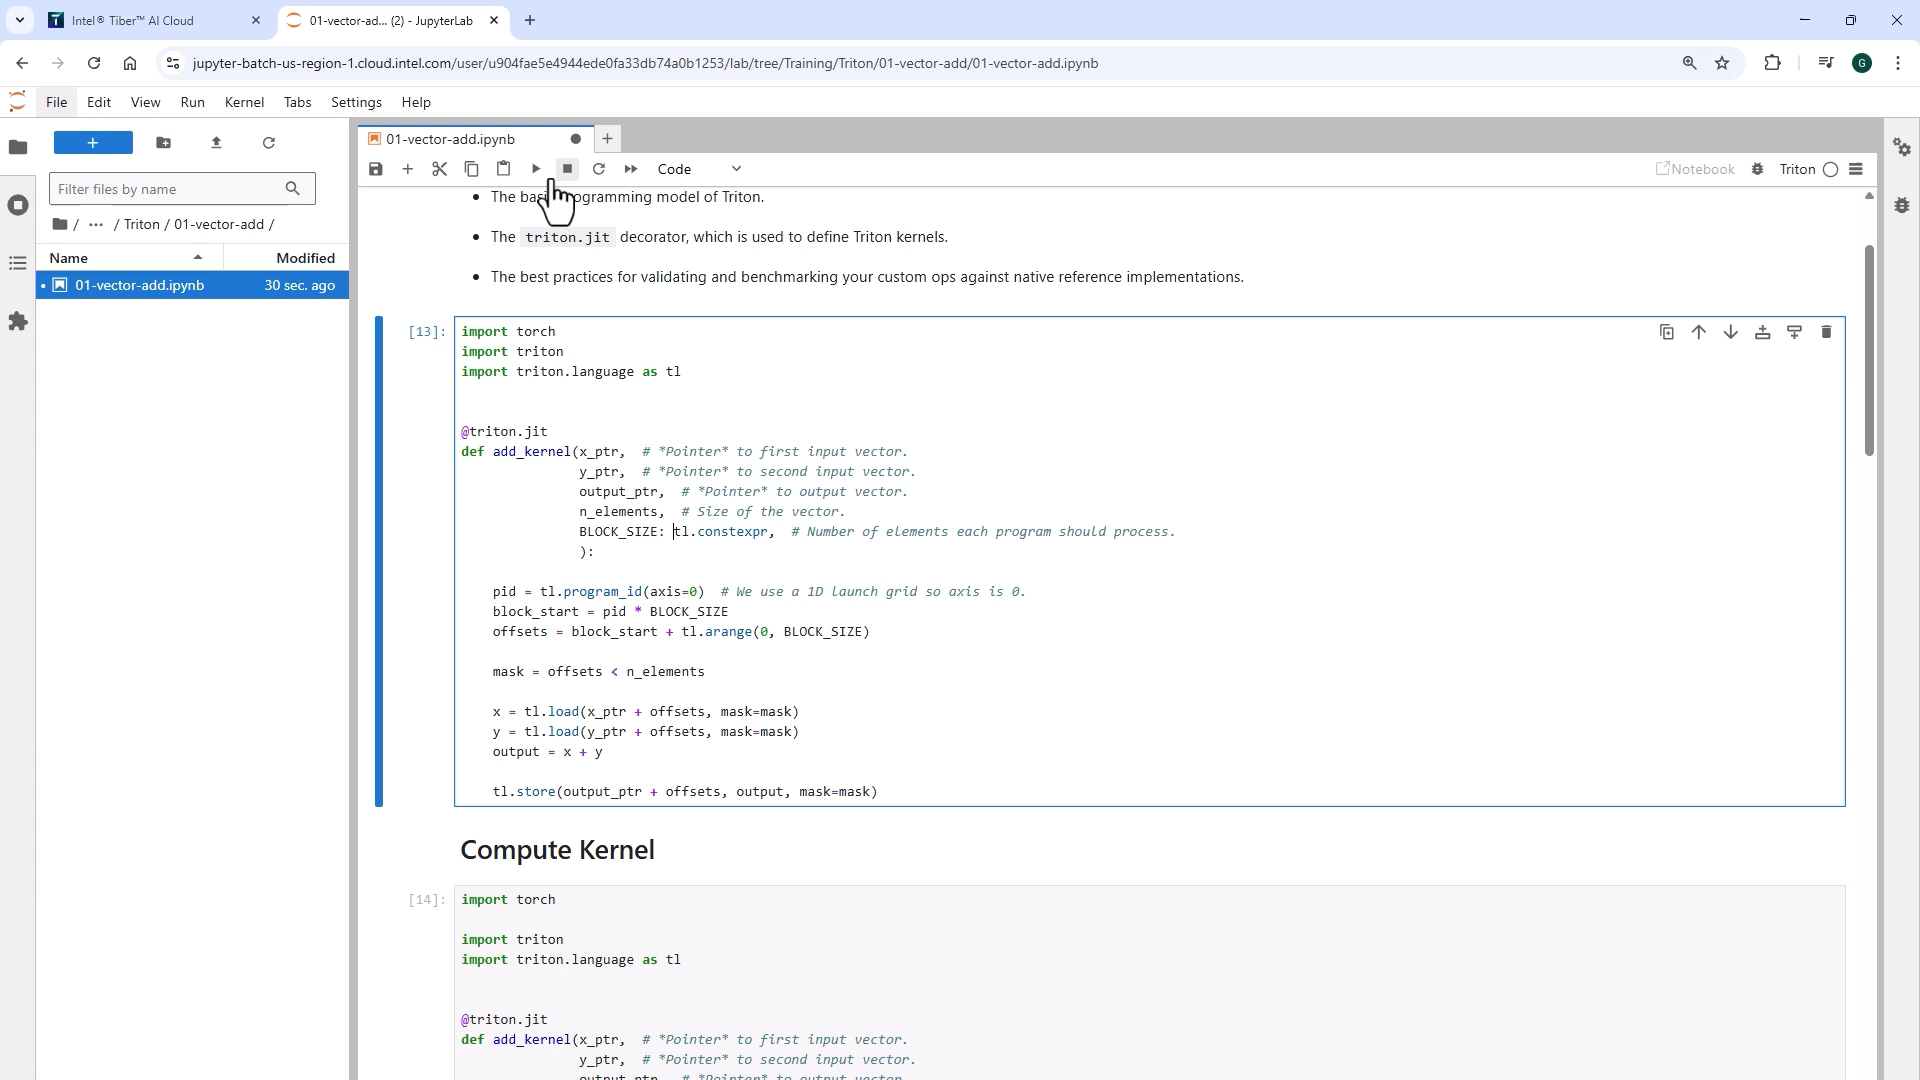 Intel® Tiber™ AI Cloud
01-vector-ad... (2) - JupyterLab
jupyter-batch-us-region-1.cloud.intel.com/user/u904fae5e4944ede0fa33db74a0b1253/lab/tree/Training/Triton/01-vector-add/01-vector-add.ipynb
G
File Edit View Run Kernel Tabs Settings Help
01-vector-add.ipynb
Code
Notebook
Triton
Filter files by name
/ ··· / Triton / 01-vector-add /
Name Modified
01-vector-add.ipynb 30 sec. ago
• The programming model of Triton.
• The triton.jit decorator, which is used to define Triton kernels.
• The best practices for validating and benchmarking your custom ops against native reference implementations.
[13]: import torch
import triton
import triton.language as tl
@triton.jit
def add_kernel(x_ptr, # *Pointer* to first input vector.
y_ptr, # *Pointer* to second input vector.
output_ptr, # *Pointer* to output vector.
n_elements, # Size of the vector.
BLOCK_SIZE: tl.constexpr, # Number of elements each program should process.
):
pid = tl.program_id(axis=0) # We use a 1D launch grid so axis is 0.
block_start = pid * BLOCK_SIZE
offsets = block_start + tl.arange(0, BLOCK_SIZE)
mask = offsets < n_elements
x = tl.load(x_ptr + offsets, mask=mask)
y = tl.load(y_ptr + offsets, mask=mask)
output = x + y
tl.store(output_ptr + offsets, output, mask=mask)
Compute Kernel
[14]: import torch
import triton
import triton.language as tl
@triton.jit
def add_kernel(x_ptr, # *Pointer* to first input vector.
y_ptr, # *Pointer* to second input vector.
output_ptr, # *Pointer* to output vector.